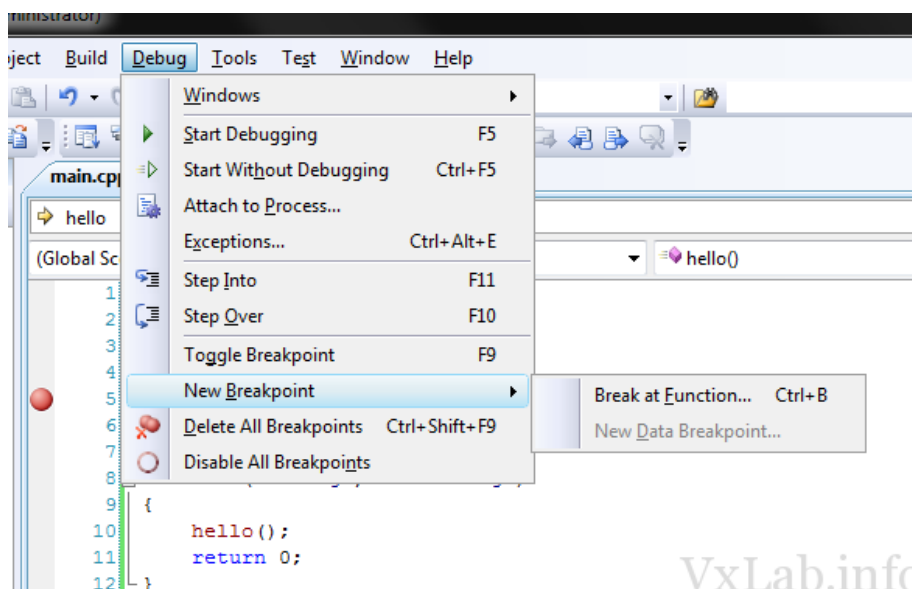 ministrator)
ject Build Debug Tools Test Window Help
Windows
Start Debugging F5
Start Without Debugging Ctrl+F5
main.cpp
Attach to Process...
hello
Exceptions... Ctrl+Alt+E
(Global Sc
hello()
1
Step Into F11
2
Step Over F10
3
Toggle Breakpoint F9
4
New Breakpoint
5
Break at Function... Ctrl+B
6
Delete All Breakpoints Ctrl+Shift+F9
New Data Breakpoint...
7
Disable All Breakpoints
8
9 {
10 hello();
11 return 0;
12 }
VxLab.info